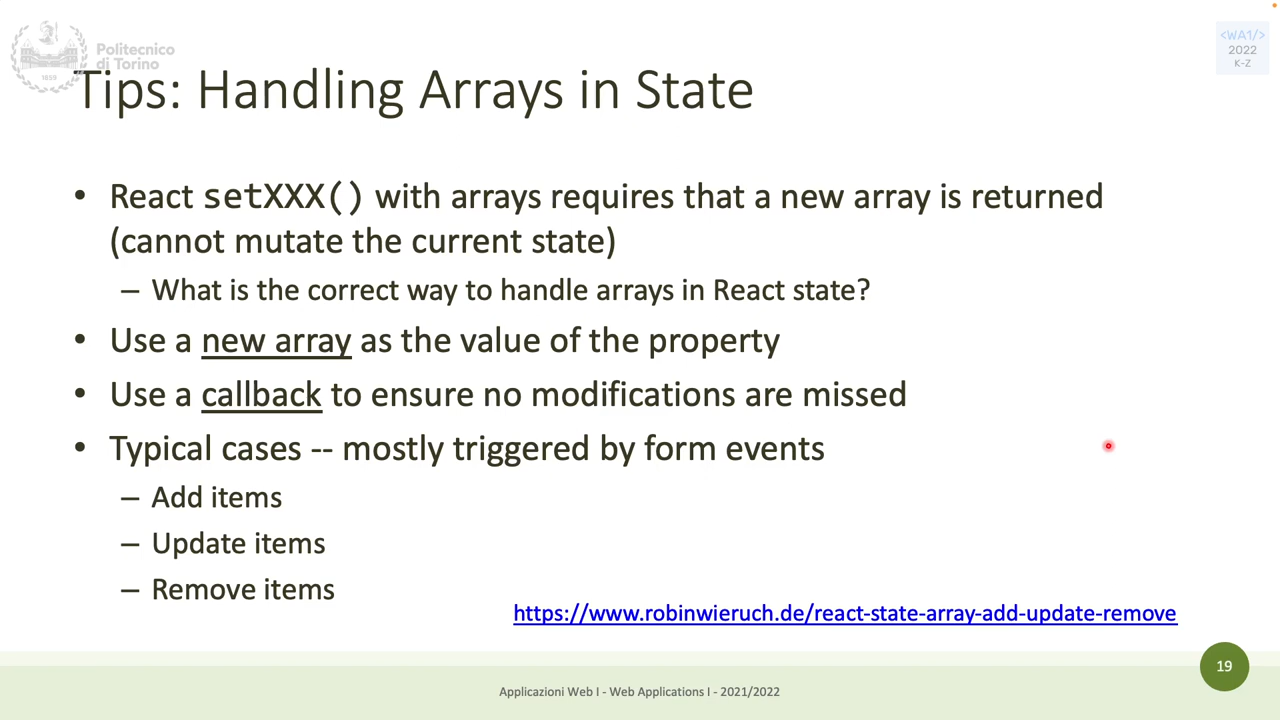 Politecnico
di Torino
1859
<WA1/>
2022
K-Z
Tips: Handling Arrays in State
• React setXXX() with arrays requires that a new array is returned
(cannot mutate the current state)
– What is the correct way to handle arrays in React state?
• Use a new array as the value of the property
• Use a callback to ensure no modifications are missed
• Typical cases -- mostly triggered by form events
– Add items
– Update items
– Remove items
https://www.robinwieruch.de/react-state-array-add-update-remove
19
Applicazioni Web I - Web Applications I - 2021/2022